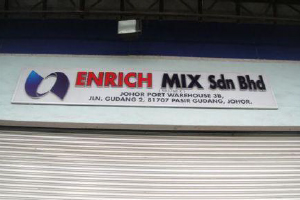 ENRICH MIX Sdn Bhd
JOHOR PORT WAREHOUSE 3B,
JLN. GUDANG 2, 81707 PASIR GUDANG, JOHOR.